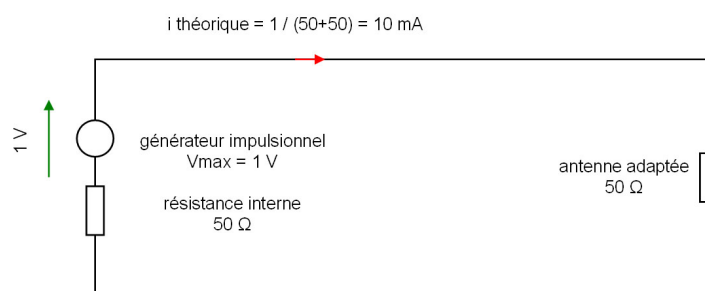 i théorique = 1 / (50+50) = 10 mA
1 V
générateur impulsionnel
Vmax = 1 V
résistance interne
50 Ω
antenne adaptée
50 Ω